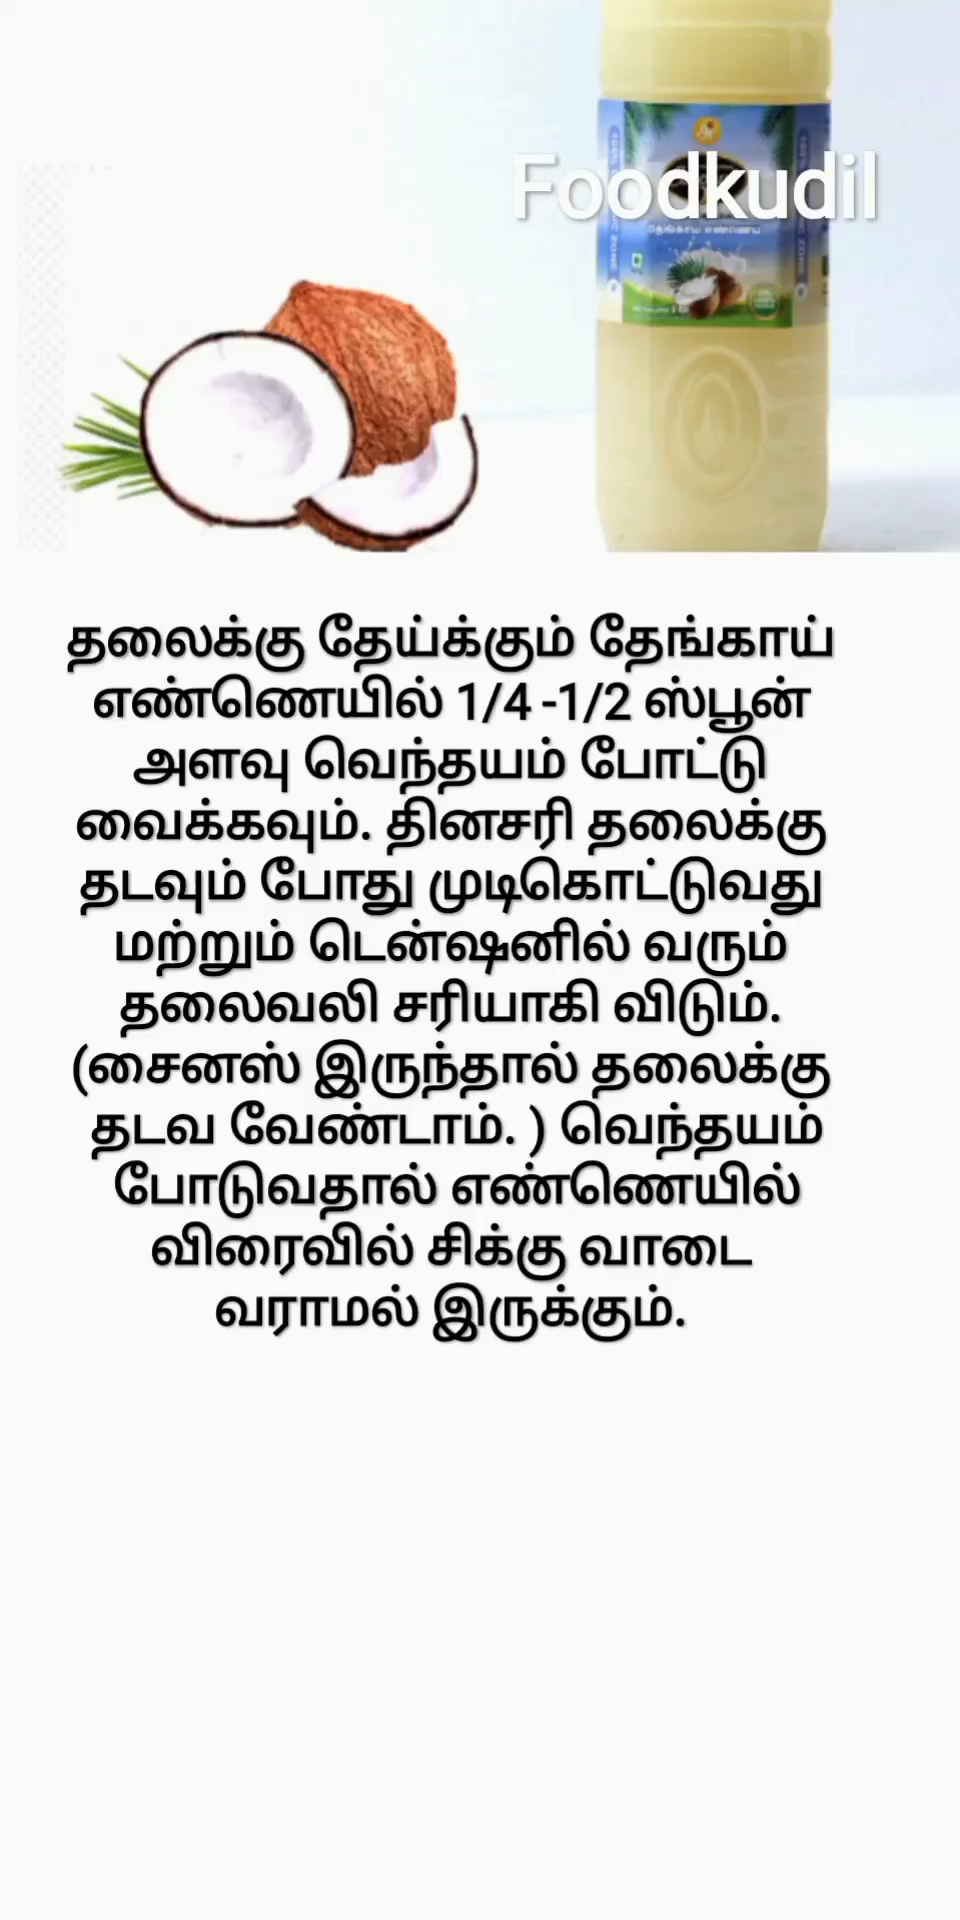 Foodkudil
தேங்காய் எண்ணெய்
தலைக்கு தேய்க்கும் தேங்காய்
எண்ணெயில் 1/4 -1/2 ஸ்பூன்
அளவு வெந்தயம் போட்டு
வைக்கவும். தினசரி தலைக்கு
தடவும் போது முடிகொட்டுவது
மற்றும் டென்ஷனில் வரும்
தலைவலி சரியாகி விடும்.
(சைனஸ் இருந்தால் தலைக்கு
தடவ வேண்டாம். ) வெந்தயம்
போடுவதால் எண்ணெயில்
விரைவில் சிக்கு வாடை
வராமல் இருக்கும்.